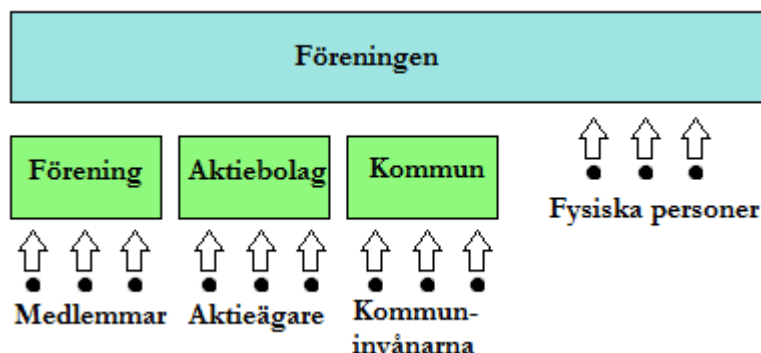 Föreningen
Förening
Aktiebolag
Kommun
Fysiska personer
Medlemmar
Aktieägare
Kommun-
invånarna